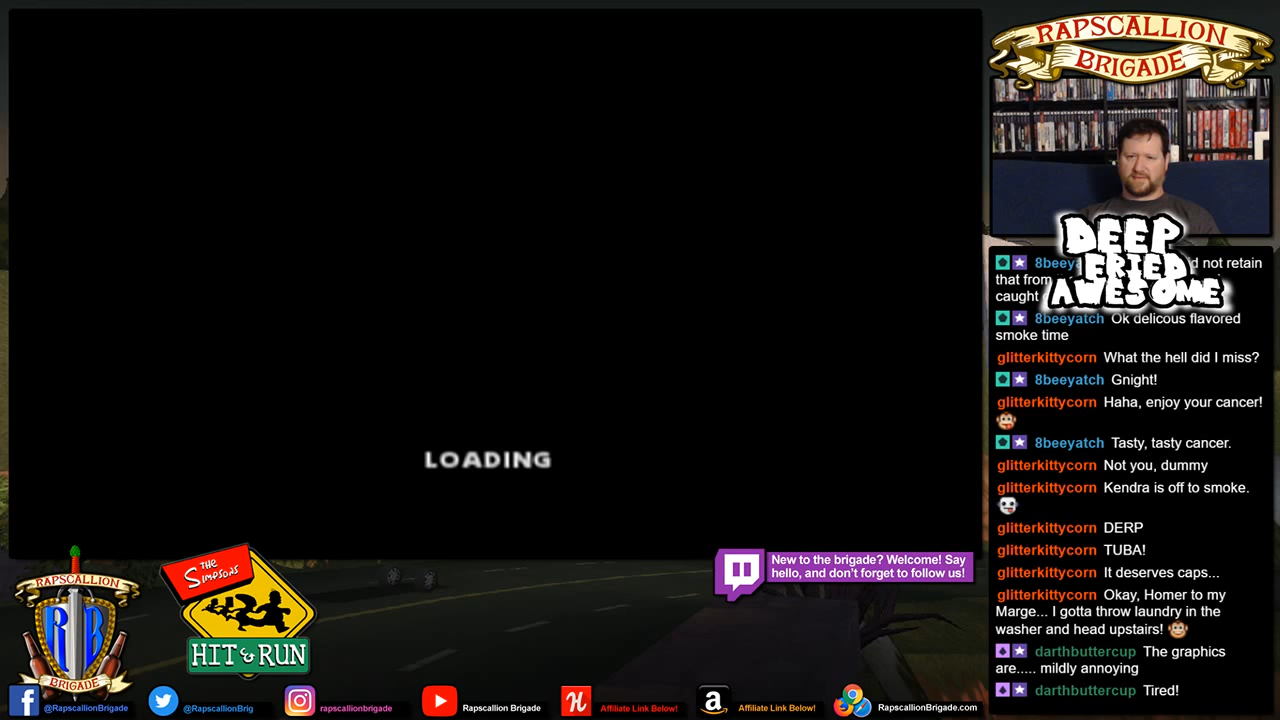 RAPSCALLION
BRIGADE
DEEP
FRIED
AWESOME
8beeya d not retain
that from
caught
8beeyatch Ok delicous flavored
smoke time
glitterkittycorn What the hell did I miss?
8beeyatch Gnight!
glitterkittycorn Haha, enjoy your cancer!
8beeyatch Tasty, tasty cancer.
glitterkittycorn Not you, dummy
glitterkittycorn Kendra is off to smoke.
glitterkittycorn DERP
glitterkittycorn TUBA!
glitterkittycorn It deserves caps...
glitterkittycorn Okay, Homer to my
Marge... I gotta throw laundry in the
washer and head upstairs!
darthbuttercup The graphics
are..... mildly annoying
darthbuttercup Tired!
LOADING
New to the brigade? Welcome! Say
hello, and don't forget to follow us!
RAPSCALLION
RB
BRIGADE
THE
SIMPSONS
HIT & RUN
@RapscallionBrigade
@RapscallionBrig
rapscallionbrigade
Rapscallion Brigade
Affiliate Link Below!
Affiliate Link Below!
RapscallionBrigade.com